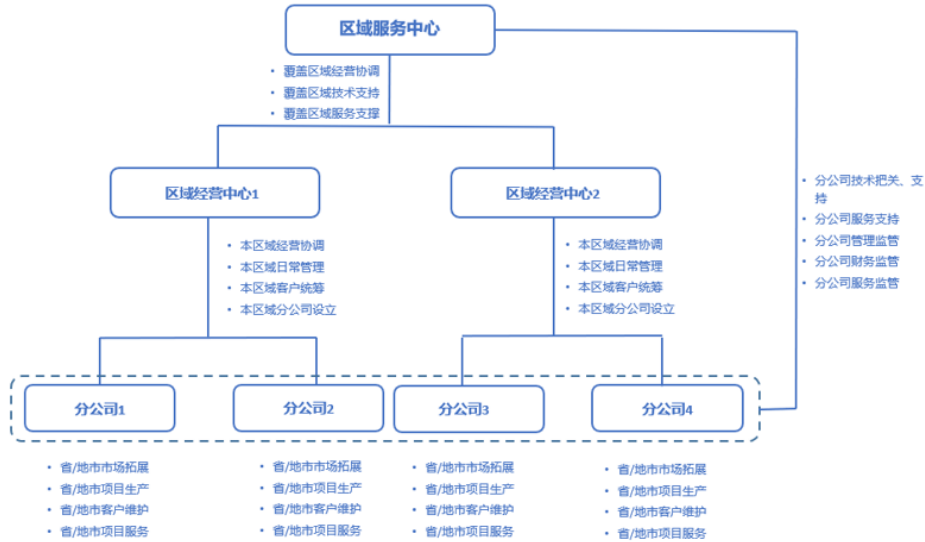 区域服务中心
• 覆盖区域经营协调
• 覆盖区域技术支持
• 覆盖区域服务支撑
区域经营中心1
区域经营中心2
• 分公司技术把关、支
持
• 分公司服务支持
• 分公司管理监管
• 分公司财务监管
• 分公司服务监管
• 本区域经营协调
• 本区域日常管理
• 本区域客户统筹
• 本区域分公司设立
• 本区域经营协调
• 本区域日常管理
• 本区域客户统筹
• 本区域分公司设立
分公司1
分公司2
分公司3
分公司4
• 省/地市市场拓展
• 省/地市项目生产
• 省/地市客户维护
• 省/地市项目服务
• 省/地市市场拓展
• 省/地市项目生产
• 省/地市客户维护
• 省/地市项目服务
• 省/地市市场拓展
• 省/地市项目生产
• 省/地市客户维护
• 省/地市项目服务
• 省/地市市场拓展
• 省/地市项目生产
• 省/地市客户维护
• 省/地市项目服务